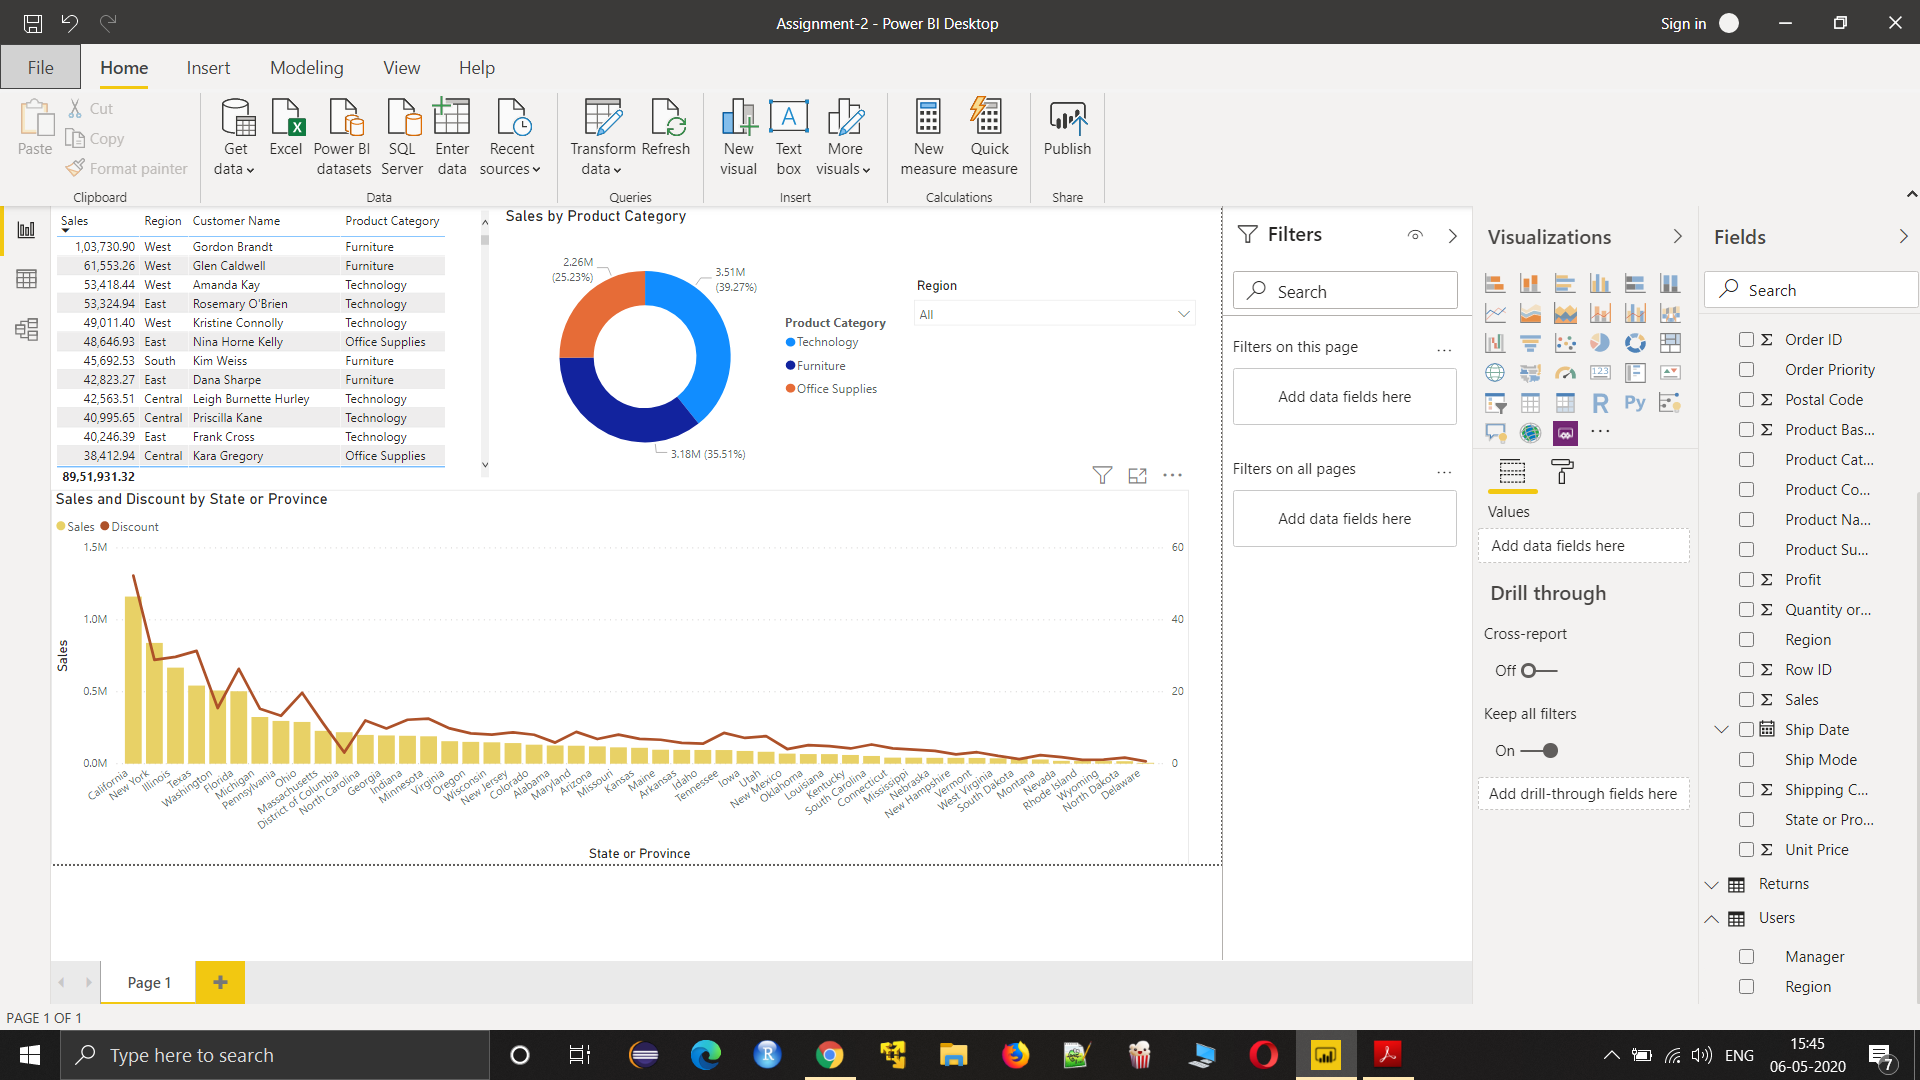 Assignment-2 - Power BI Desktop
Sign in
File
Home
Insert
Modeling
View
Help
Paste
Cut
Copy
Format painter
Clipboard
Get data
Excel
Power BI datasets
SQL Server
Enter data
Recent sources
Data
Transform data
Refresh
Queries
New visual
Text box
More visuals
Insert
New measure
Quick measure
Calculations
Publish
Share
Sales Region Customer Name Product Category
1,03,730.90 West Gordon Brandt Furniture
61,553.26 West Glen Caldwell Furniture
53,418.44 West Amanda Kay Technology
53,324.94 East Rosemary O'Brien Technology
49,011.40 West Kristine Connolly Technology
48,646.93 East Nina Horne Kelly Office Supplies
45,692.53 South Kim Weiss Furniture
42,823.27 East Dana Sharpe Furniture
42,563.51 Central Leigh Burnette Hurley Technology
40,995.65 Central Priscilla Kane Technology
40,246.39 East Frank Cross Technology
38,412.94 Central Kara Gregory Office Supplies
89,51,931.32
Sales by Product Category
2.26M
(25.23%)
3.51M
(39.27%)
3.18M (35.51%)
Product Category
Technology
Furniture
Office Supplies
Region
All
Sales and Discount by State or Province
Sales Discount
1.5M
1.0M
0.5M
0.0M
Sales
60
40
20
0
California
New York
Illinois
Texas
Washington
Florida
Michigan
Pennsylvania
Ohio
Massachusetts
District of Columbia
North Carolina
Georgia
Indiana
Minnesota
Virginia
Oregon
Wisconsin
New Jersey
Colorado
Alabama
Maryland
Arizona
Missouri
Kansas
Maine
Arkansas
Idaho
Tennessee
Iowa
Utah
New Mexico
Oklahoma
Louisiana
Kentucky
South Carolina
Connecticut
Mississippi
Nebraska
New Hampshire
Vermont
West Virginia
South Dakota
Montana
Nevada
Rhode Island
Wyoming
North Dakota
Delaware
State or Province
Filters
Search
Filters on this page
...
Add data fields here
Filters on all pages
...
Add data fields here
Visualizations
123
R
Py
...
Values
Add data fields here
Drill through
Cross-report
Off
Keep all filters
On
Add drill-through fields here
Fields
Search
Σ Order ID
Order Priority
Σ Postal Code
Σ Product Bas...
Product Cat...
Product Co...
Product Na...
Product Su...
Σ Profit
Σ Quantity or...
Region
Σ Row ID
Σ Sales
Ship Date
Ship Mode
Σ Shipping C...
State or Pro...
Σ Unit Price
Returns
Users
Manager
Region
Page 1
PAGE 1 OF 1
Type here to search
R
ENG
15:45
06-05-2020
7